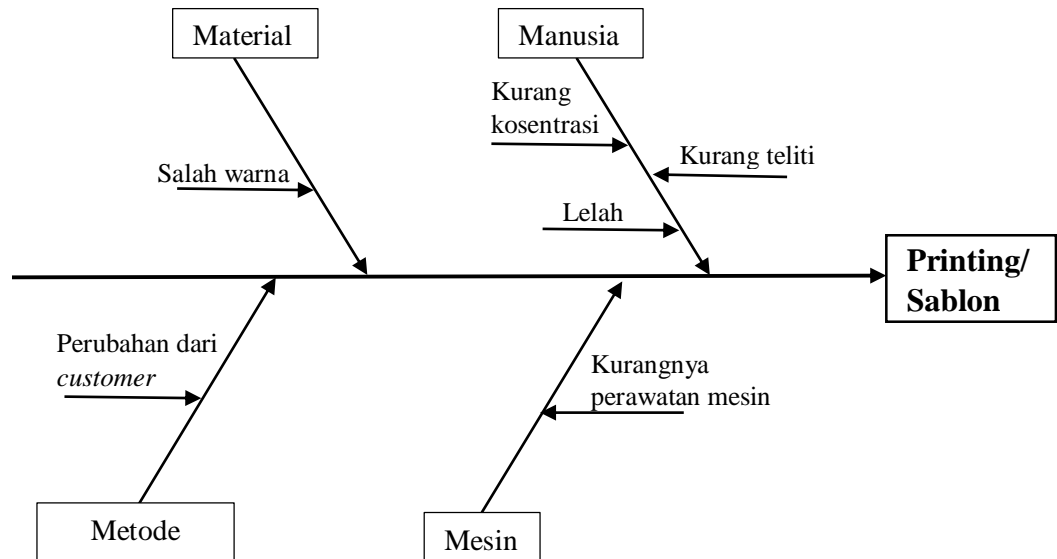 Material
Manusia
Kurang
kosentrasi
Kurang teliti
Salah warna
Lelah
Printing/
Sablon
Perubahan dari
customer
Kurangnya
perawatan mesin
Metode
Mesin